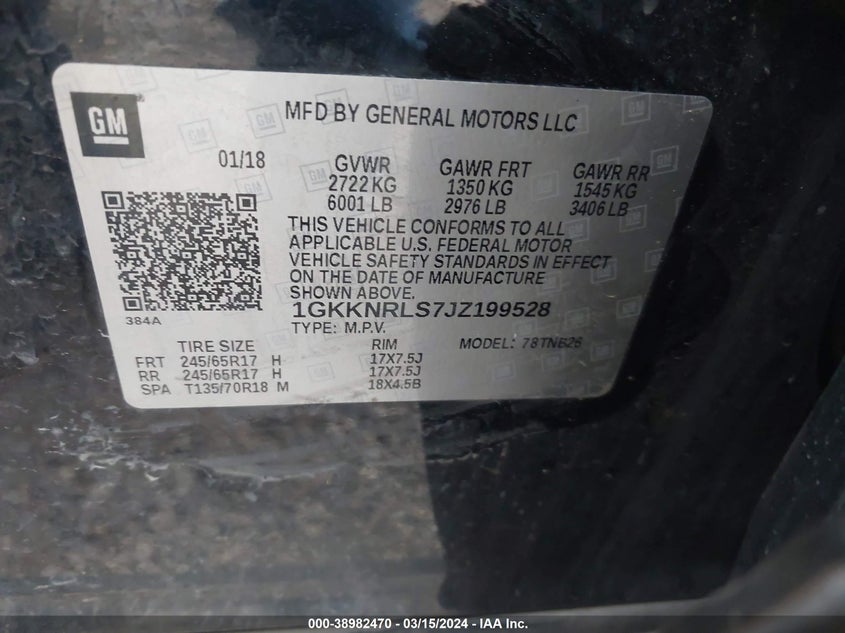 GM
MFD BY GENERAL MOTORS LLC
01/18 GVWR GAWR FRT GAWR RR
2722 KG 1350 KG 1545 KG
6001 LB 2976 LB 3406 LB
THIS VEHICLE CONFORMS TO ALL
APPLICABLE U.S. FEDERAL MOTOR
VEHICLE SAFETY STANDARDS IN EFFECT
ON THE DATE OF MANUFACTURE
SHOWN ABOVE.
1GKKNRLS7JZ199528
384A
TYPE: M.P.V. MODEL: 78TNB26
TIRE SIZE RIM
FRT 245/65R17 H 17X7.5J
RR 245/65R17 H 17X7.5J
SPA T135/70R18 M 18X4.5B
000-38982470 - 03/15/2024 - IAA Inc.